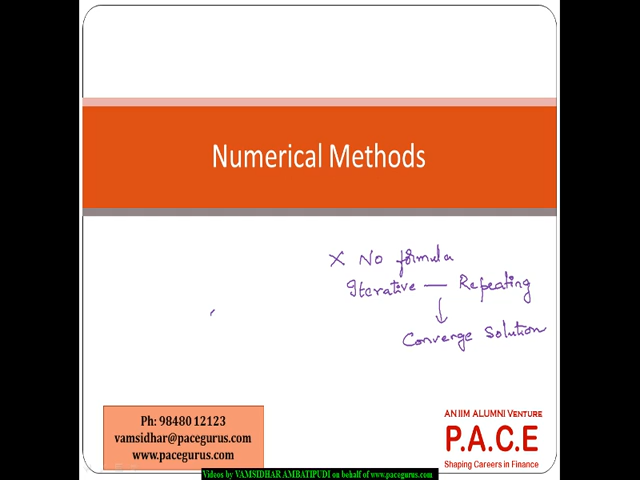 Numerical Methods
X No formula
Iterative — Repeating
↓
Converge Solution
Ph: 98480 12123
vamsidhar@pacegurus.com
www.pacegurus.com
AN IIM ALUMNI VENTURE
P.A.C.E
Shaping Careers in Finance
Videos by VAMSIDHAR AMBATIPUDI on behalf of www.pacegurus.com